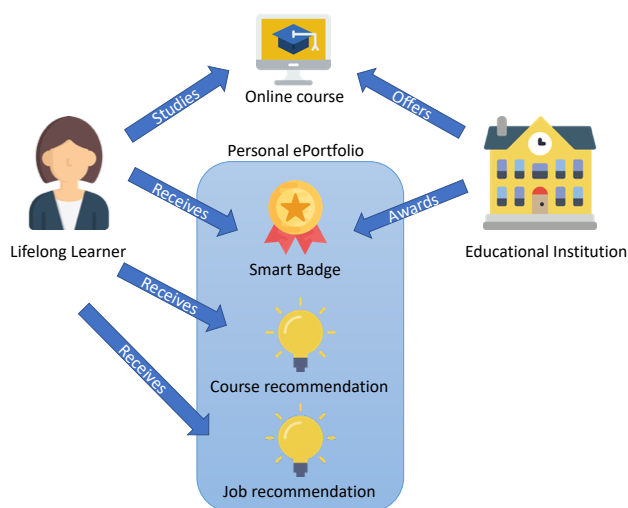 Online course
Studies
Offers
Personal ePortfolio
Receives
Awards
Lifelong Learner
Smart Badge
Educational Institution
Receives
Receives
Course recommendation
Job recommendation